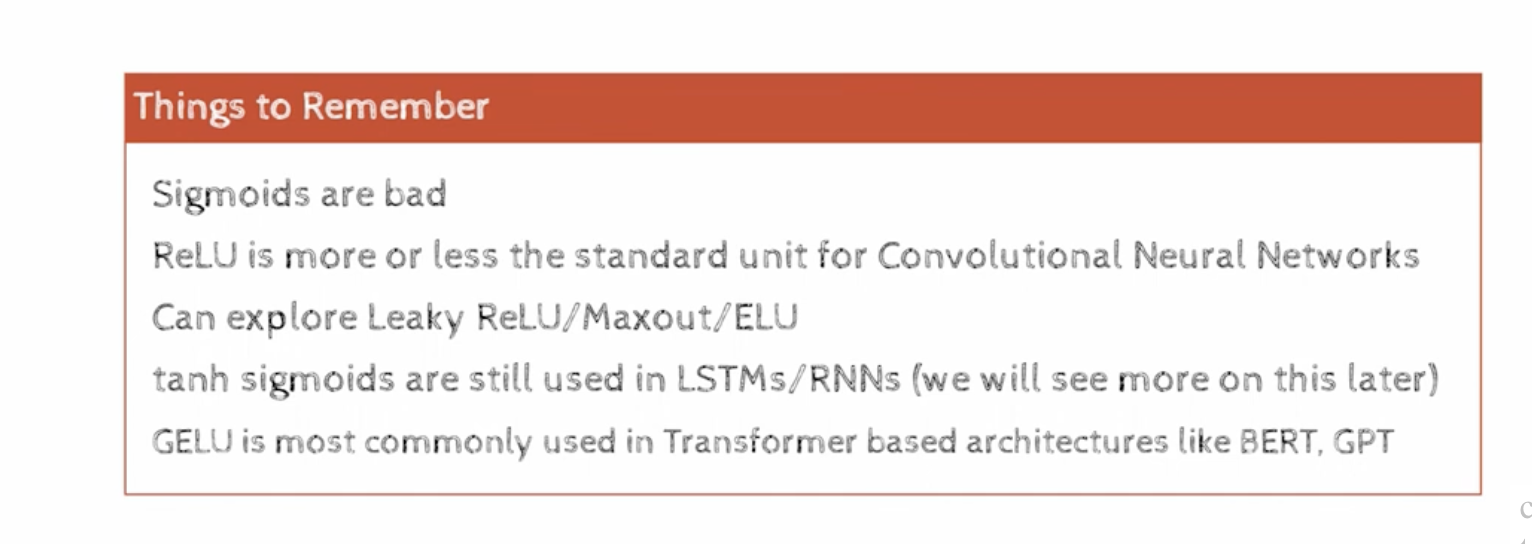 Things to Remember
Sigmoids are bad
ReLU is more or less the standard unit for Convolutional Neural Networks
Can explore Leaky ReLU/Maxout/ELU
tanh sigmoids are still used in LSTMs/RNNs (we will see more on this later)
GELU is most commonly used in Transformer based architectures like BERT, GPT